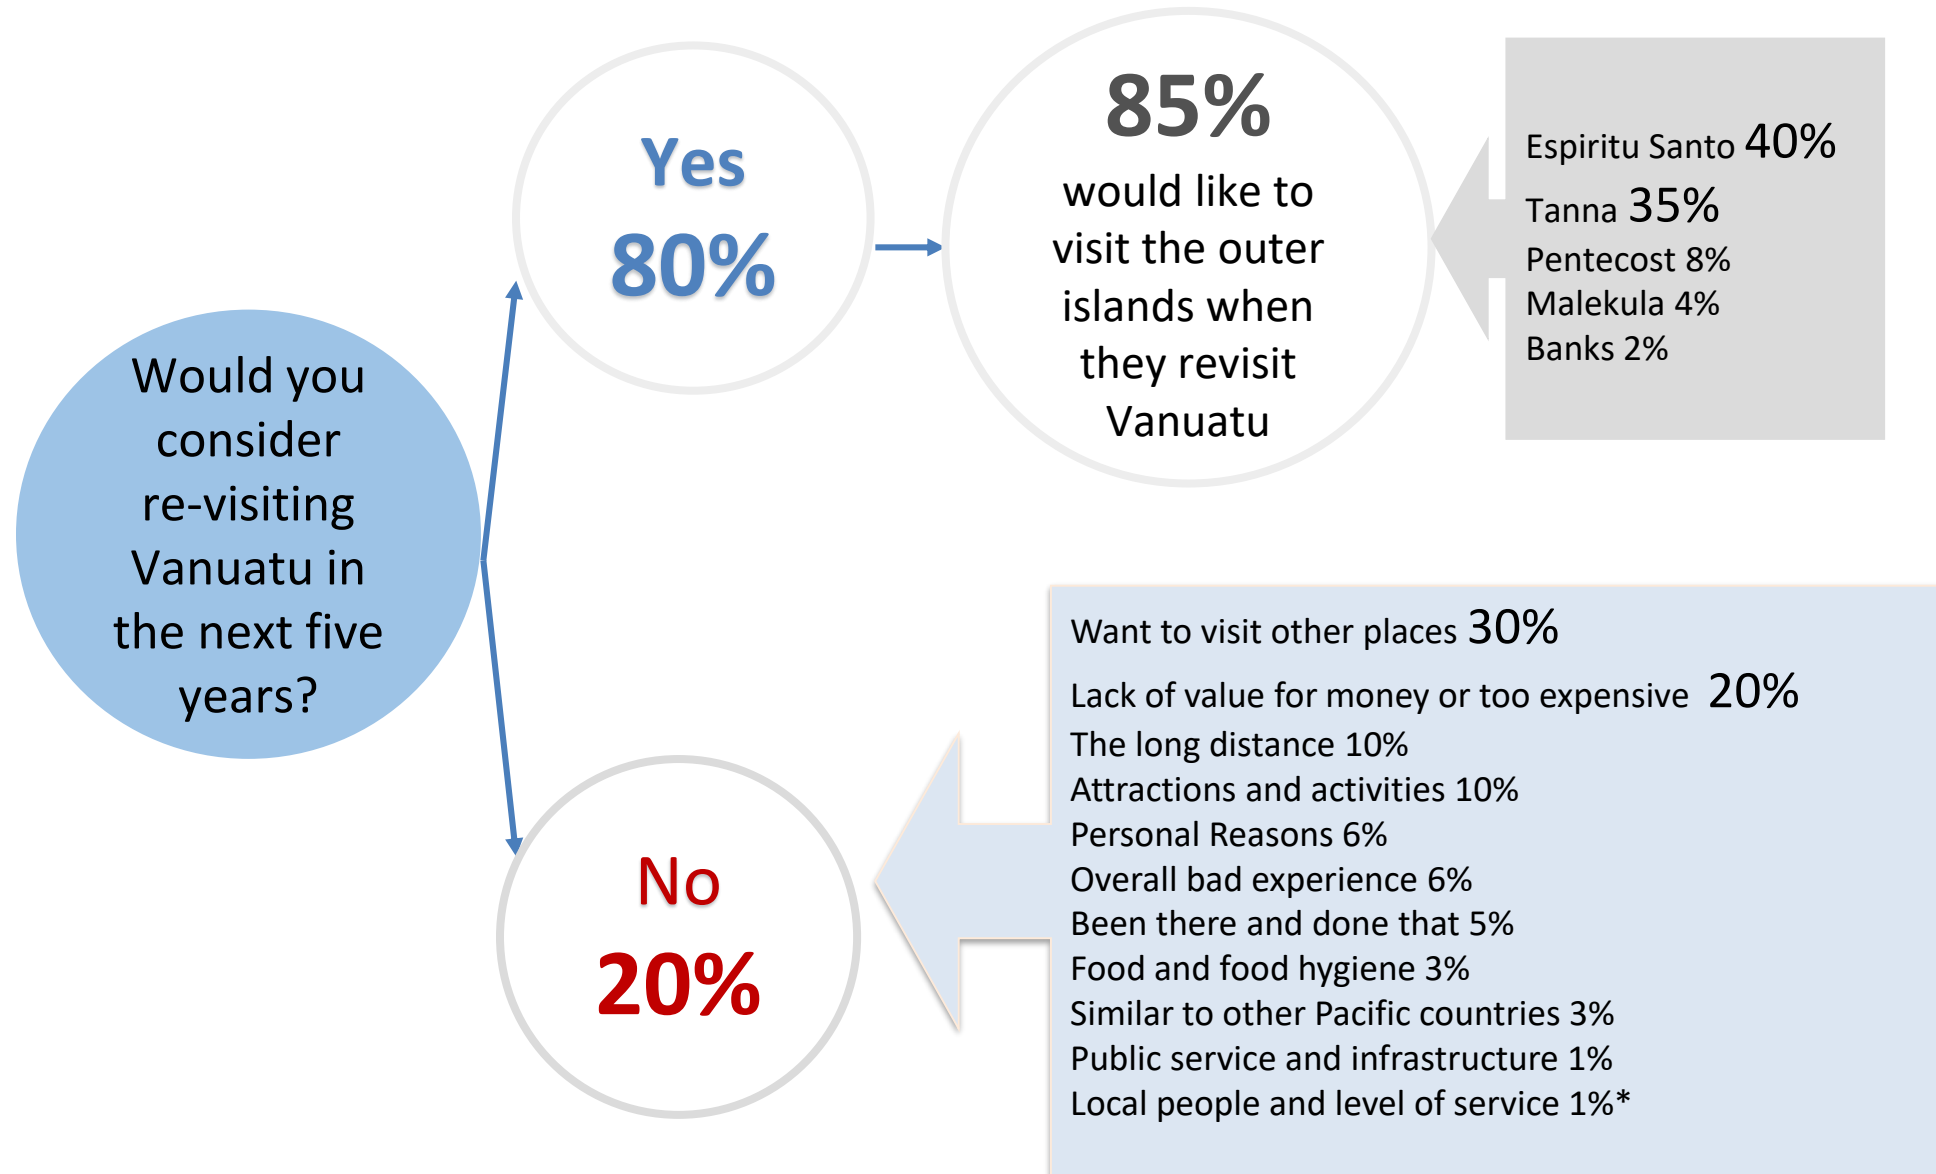 Would you
consider
re-visiting
Vanuatu in
the next five
years?
Yes
80%
85%
would like to
visit the outer
islands when
they revisit
Vanuatu
Espiritu Santo 40%
Tanna 35%
Pentecost 8%
Malekula 4%
Banks 2%
No
20%
Want to visit other places 30%
Lack of value for money or too expensive 20%
The long distance 10%
Attractions and activities 10%
Personal Reasons 6%
Overall bad experience 6%
Been there and done that 5%
Food and food hygiene 3%
Similar to other Pacific countries 3%
Public service and infrastructure 1%
Local people and level of service 1%*